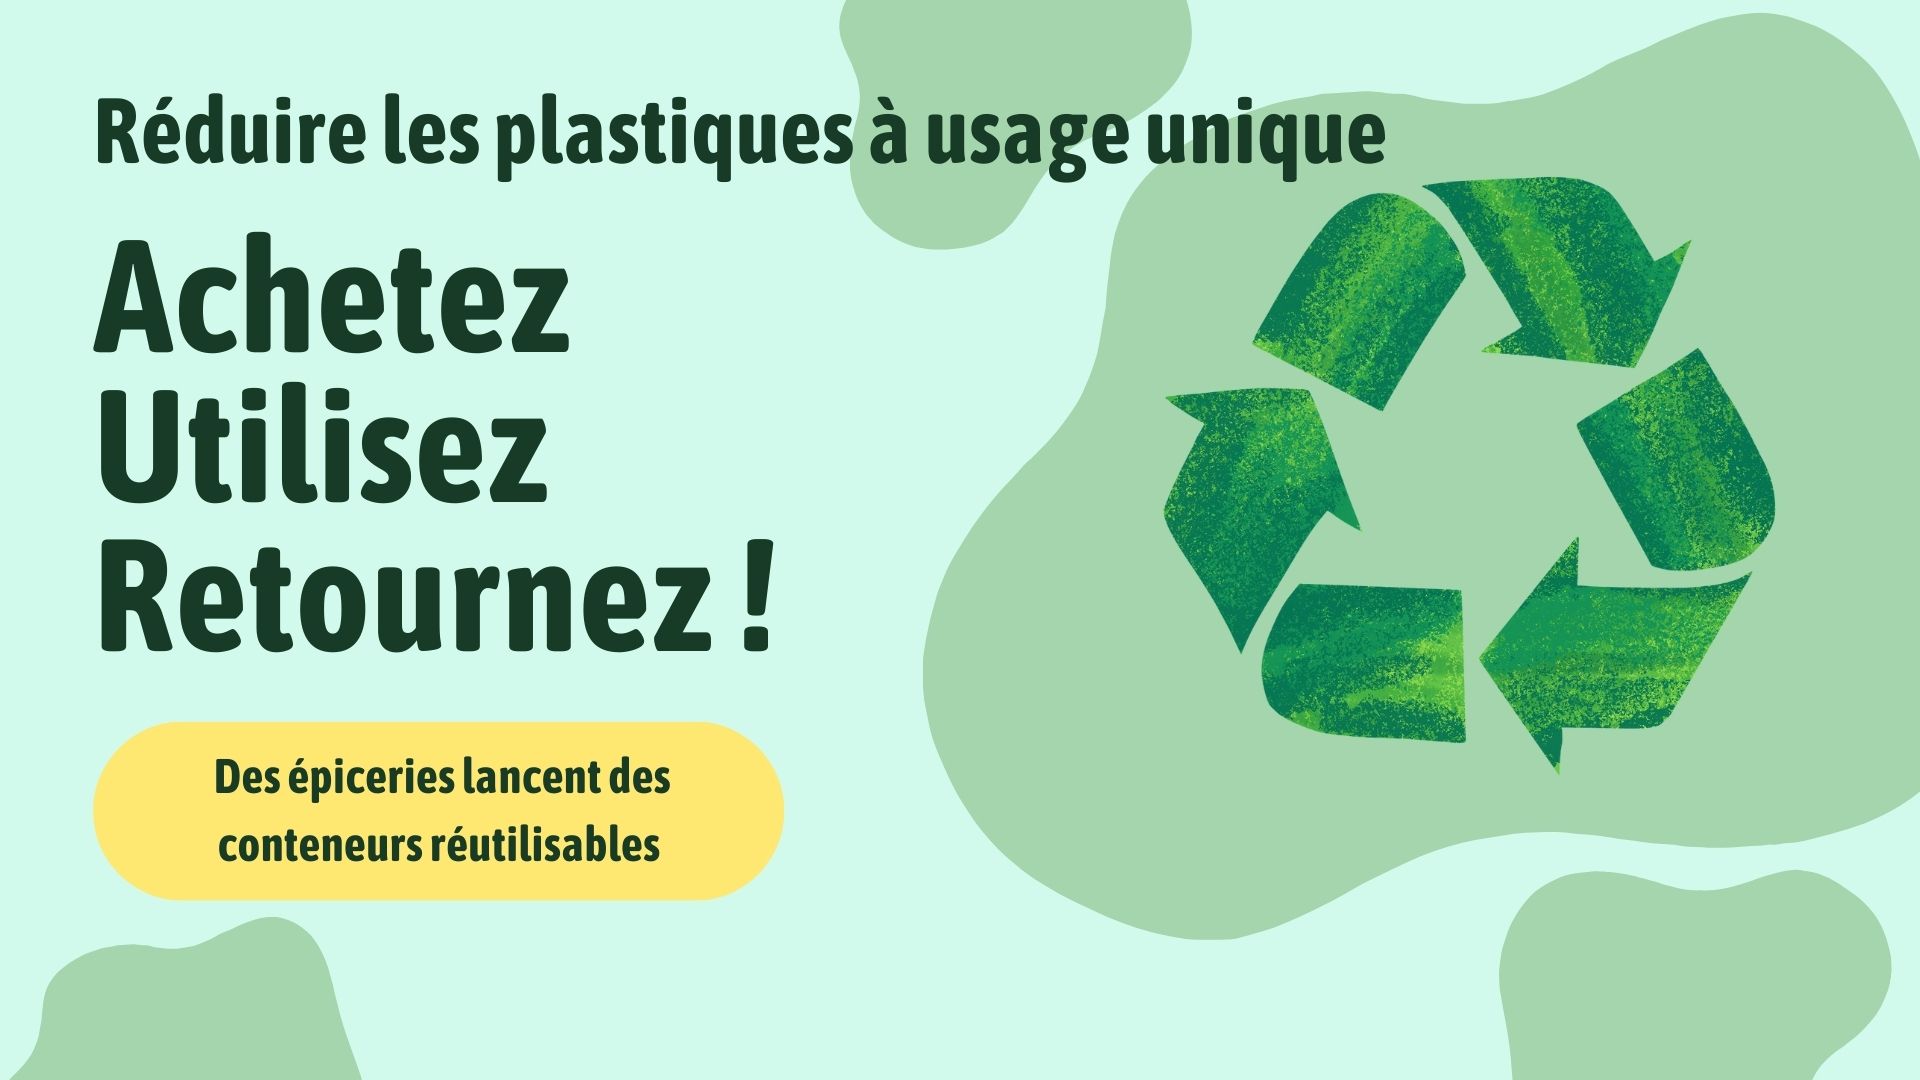 Réduire les plastiques à usage unique
Achetez
Utilisez
Retournez !
Des épiceries lancent des
conteneurs réutilisables